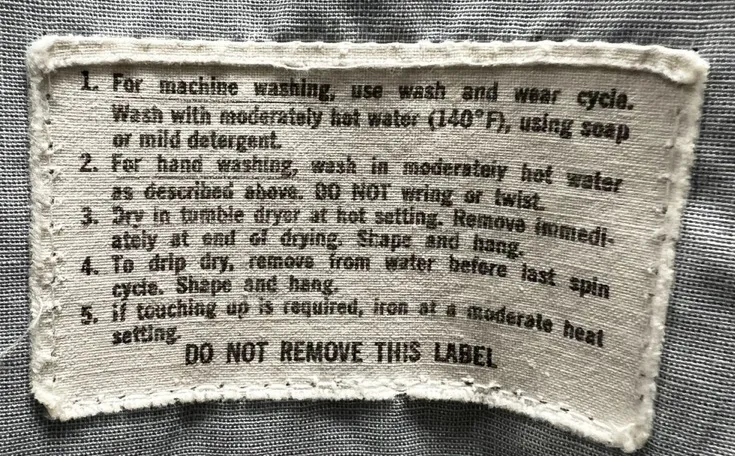 1. For machine washing, use wash and wear cycle.
Wash with moderately hot water (140°F), using soap
or mild detergent.
2. For hand washing, wash in moderately hot water
as described above. DO NOT wring or twist.
3. Dry in tumble dryer at hot setting. Remove immedi-
ately at end of drying. Shape and hang.
4. To drip dry, remove from water before last spin
cycle. Shape and hang.
5. If touching up is required, iron at a moderate heat
setting.
DO NOT REMOVE THIS LABEL